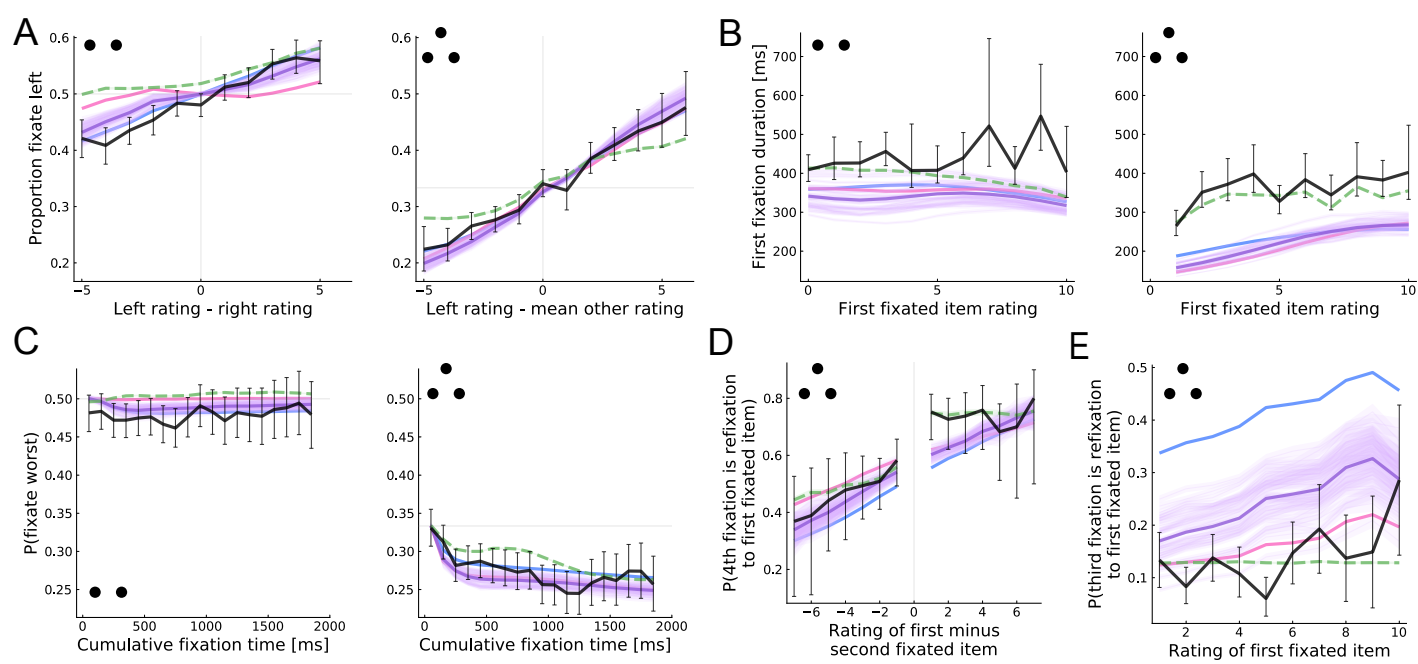 A
Proportion fixate left
0.6
0.5
0.4
0.3
0.2
−5 0 5
Left rating - right rating
0.6
0.5
0.4
0.3
0.2
−5 0 5
Left rating - mean other rating
B
First fixation duration [ms]
700
600
500
400
300
200
0 5 10
First fixated item rating
700
600
500
400
300
200
0 5 10
First fixated item rating
C
P(fixate worst)
0.50
0.45
0.40
0.35
0.30
0.25
0 500 1000 1500 2000
Cumulative fixation time [ms]
0.50
0.45
0.40
0.35
0.30
0.25
0 500 1000 1500 2000
Cumulative fixation time [ms]
D
P(4th fixation is refixation
to first fixated item)
0.8
0.6
0.4
0.2
−6 −4 −2 0 2 4 6
Rating of first minus
second fixated item
E
P(third fixation is refixation
to first fixated item)
0.5
0.4
0.3
0.2
0.1
2 4 6 8 10
Rating of first fixated item